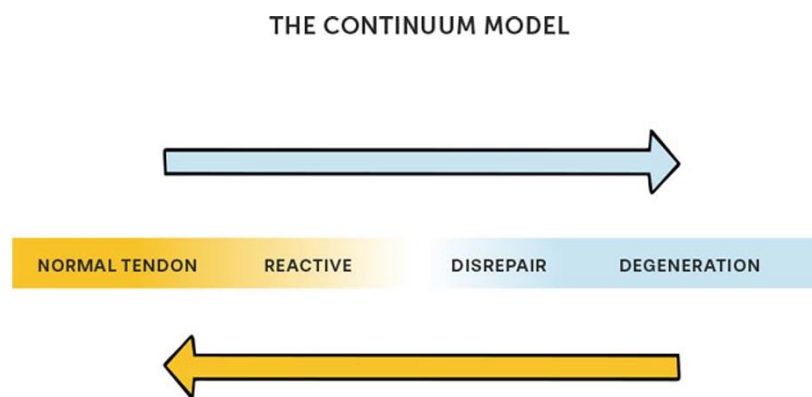 THE CONTINUUM MODEL
NORMAL TENDON REACTIVE DISREPAIR DEGENERATION